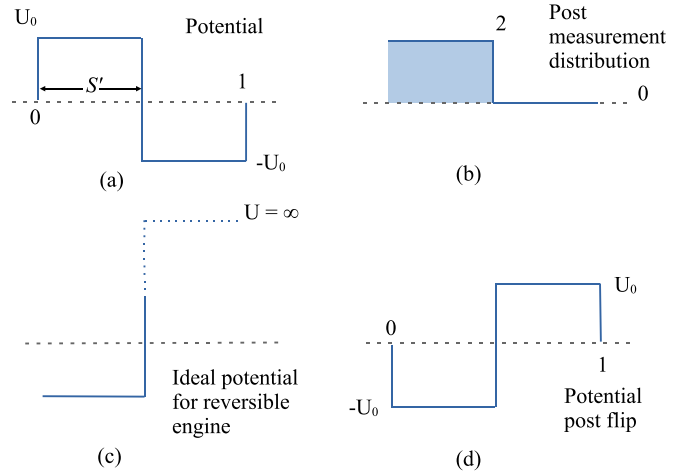 U₀
Potential
S'
1
0
-U₀
(a)
2
Post
measurement
distribution
0
(b)
U = ∞
Ideal potential
for reversible
engine
(c)
0
U₀
1
-U₀
Potential
post flip
(d)